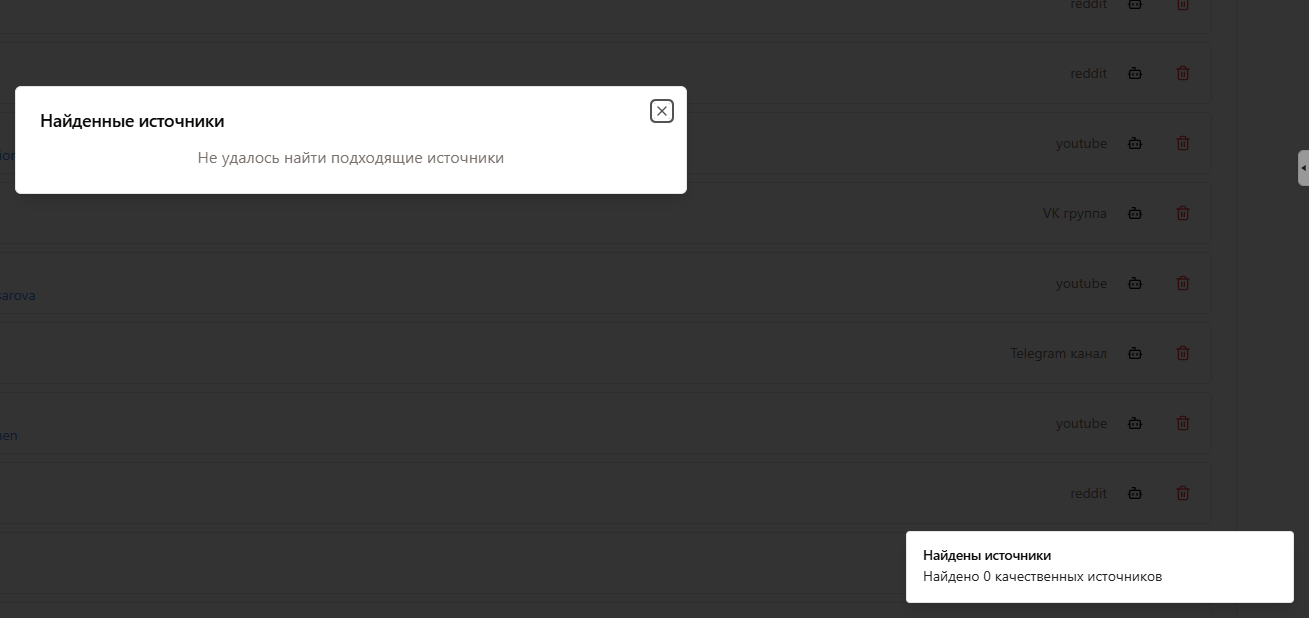 reddit
reddit
Найденные источники
Не удалось найти подходящие источники
youtube
VK группа
youtube
arova
Telegram канал
youtube
reddit
Найдены источники
Найдено 0 качественных источников